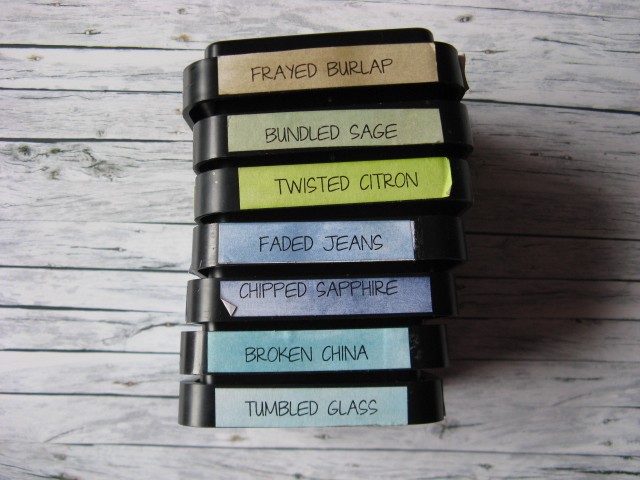 FRAYED BURLAP
BUNDLED SAGE
TWISTED CITRON
FADED JEANS
CHIPPED SAPPHIRE
BROKEN CHINA
TUMBLED GLASS